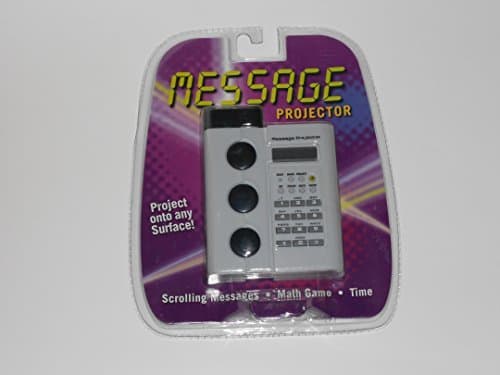 MESSAGE
PROJECTOR
Message Projector
Project
onto any
Surface!
Scrolling Messages • Math Game • Time